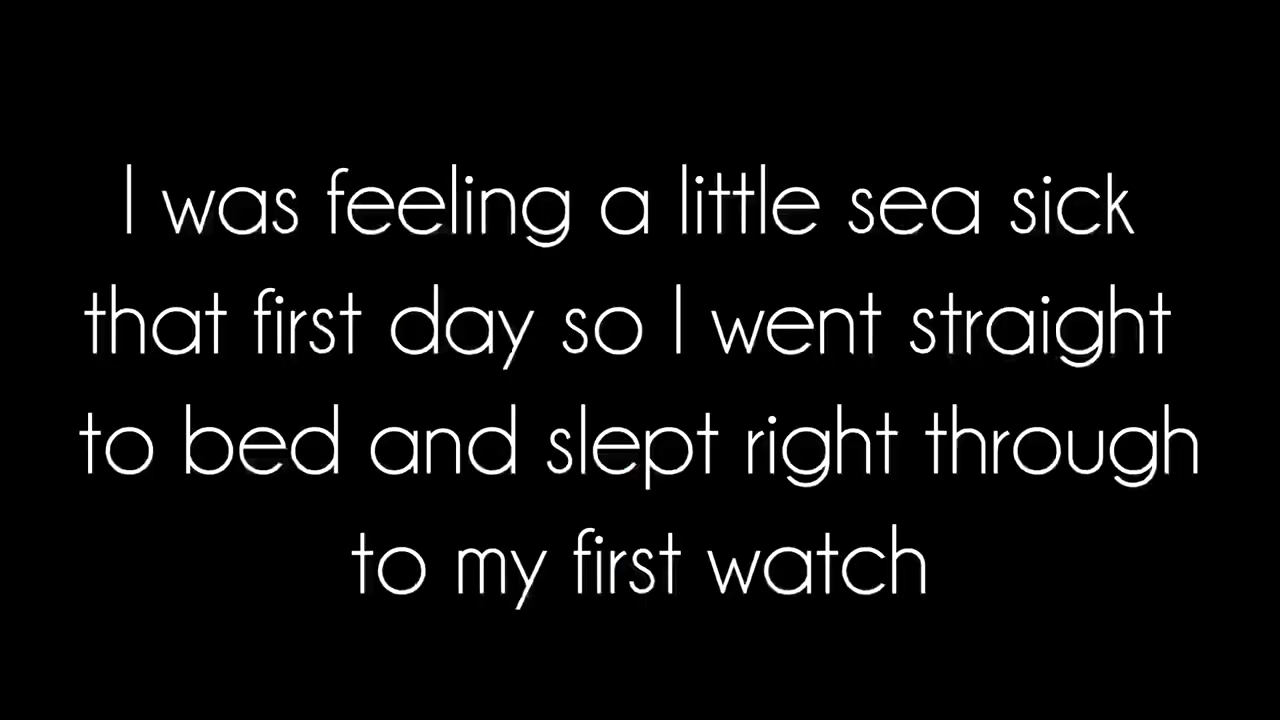 I was feeling a little sea sick
that first day so I went straight
to bed and slept right through
to my first watch